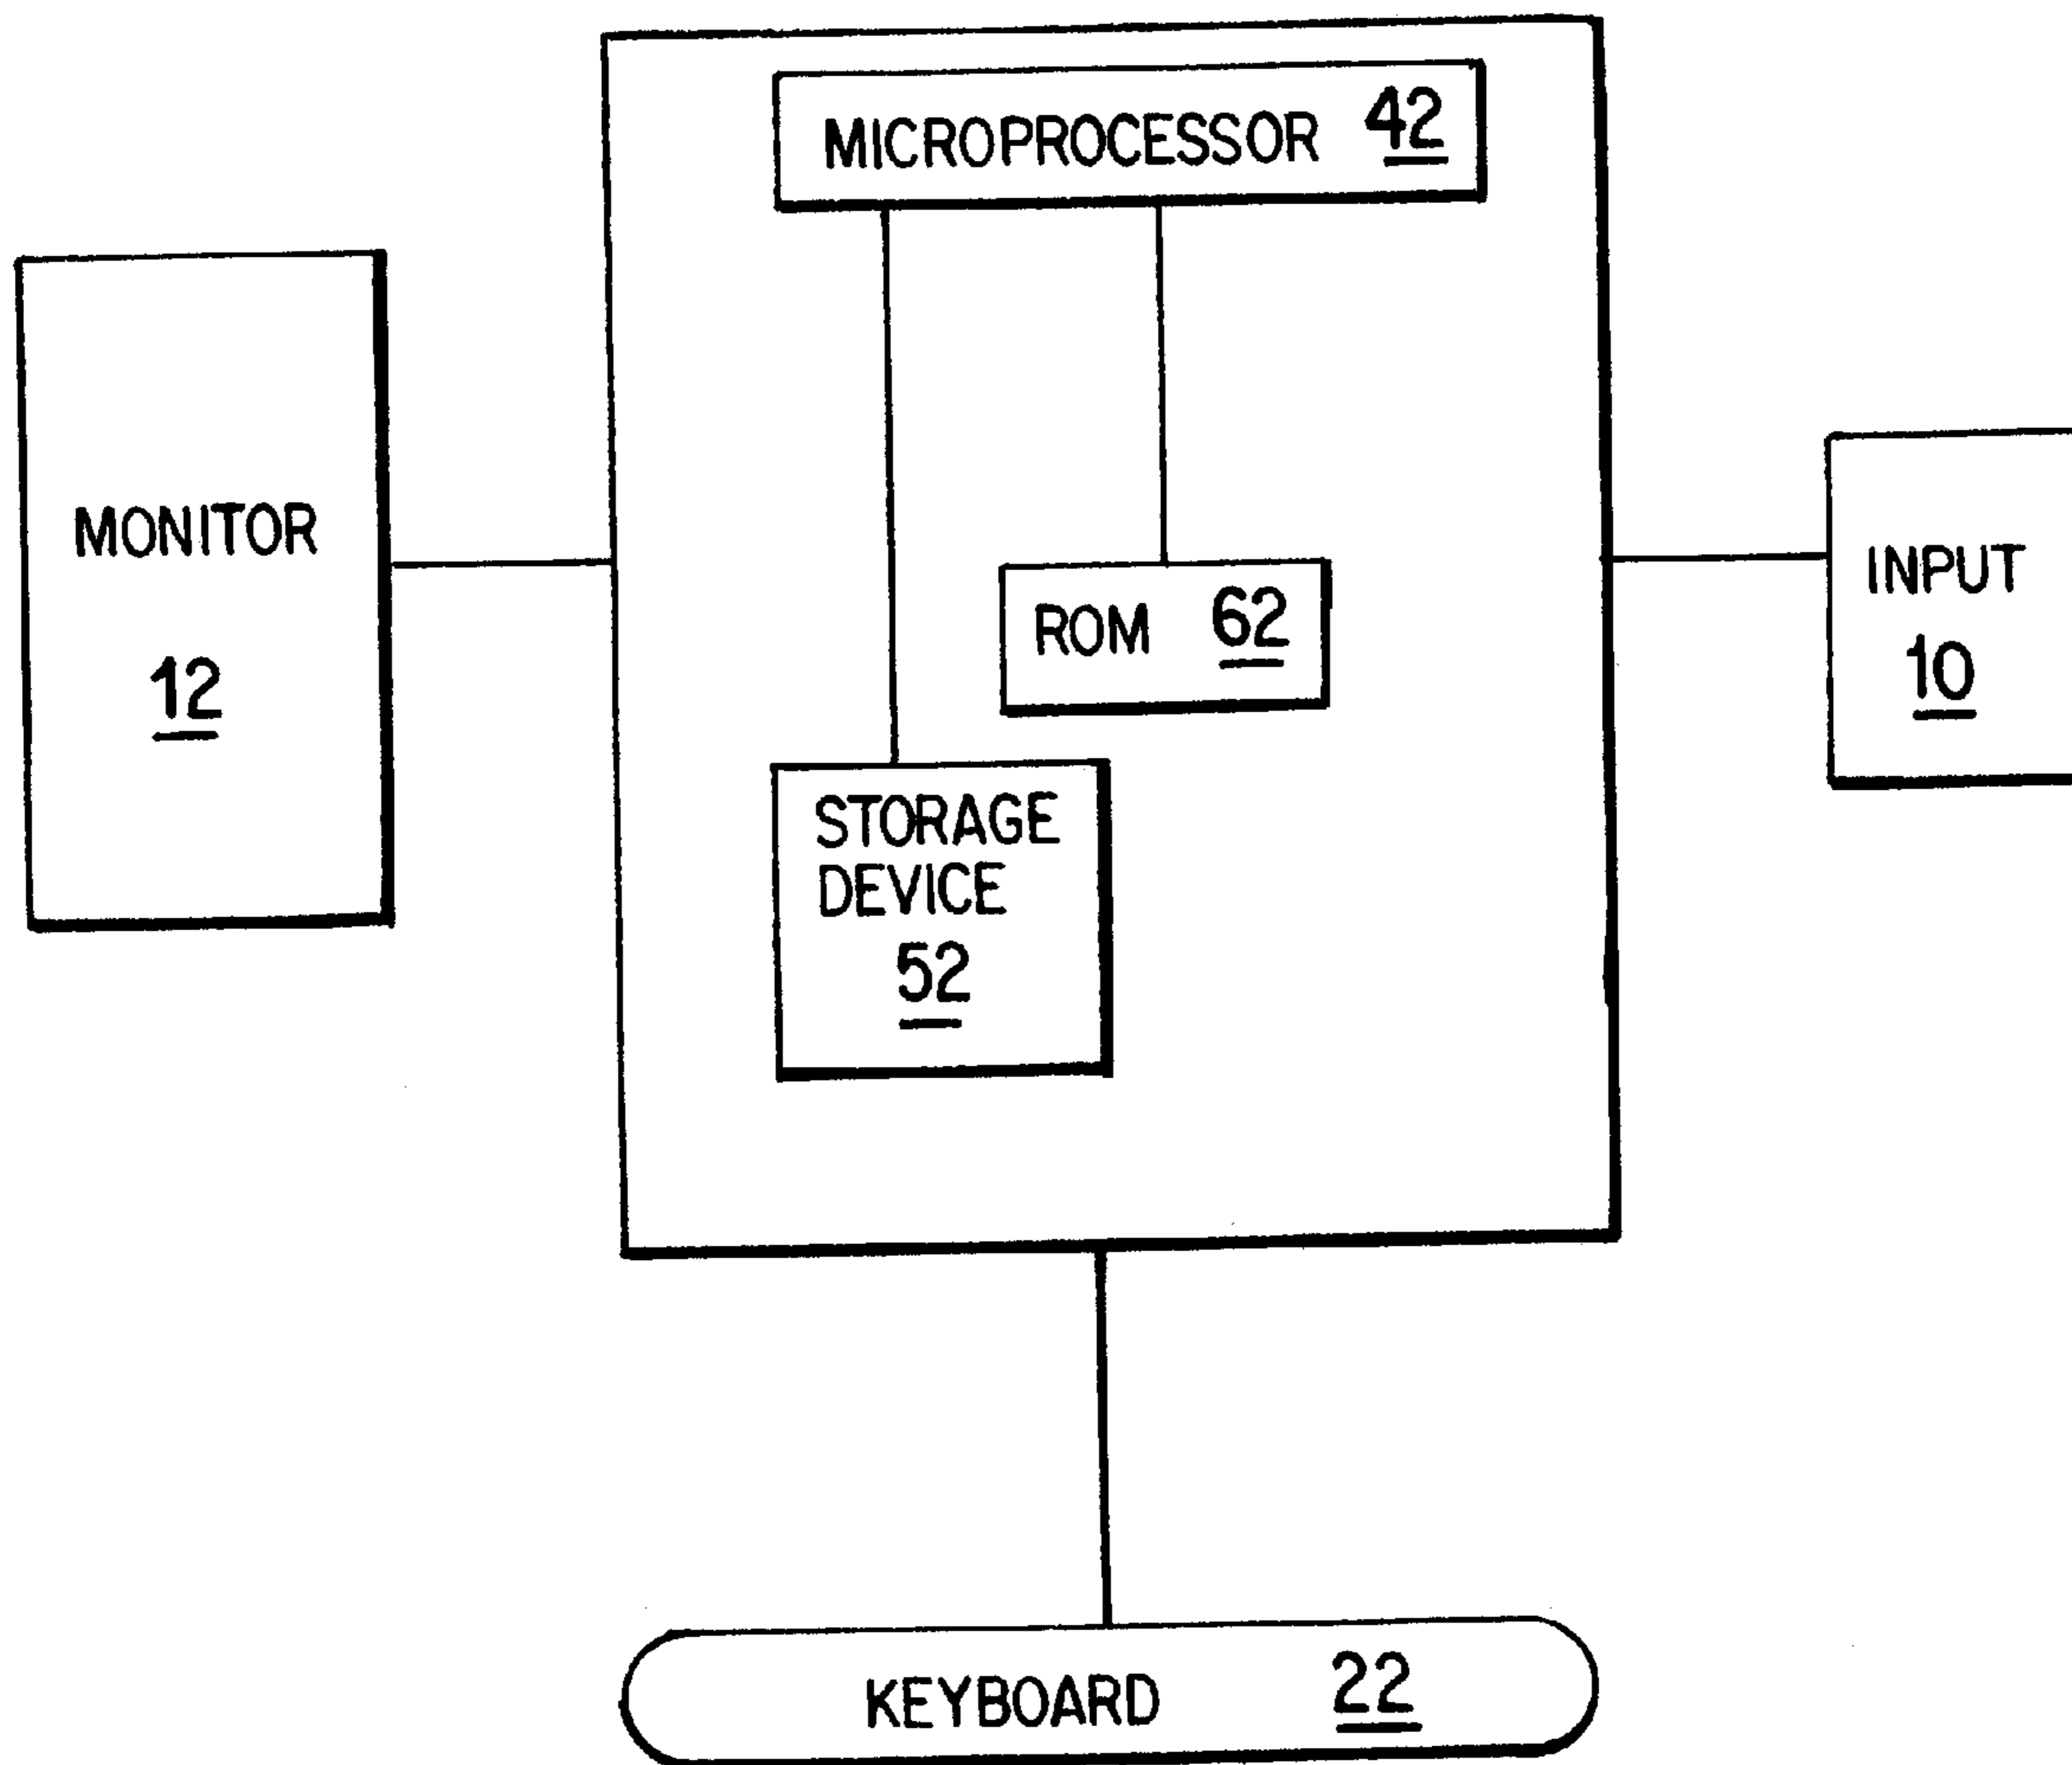 MICROPROCESSOR 42
MONITOR
12
INPUT
10
ROM 62
STORAGE
DEVICE
52
KEYBOARD 22